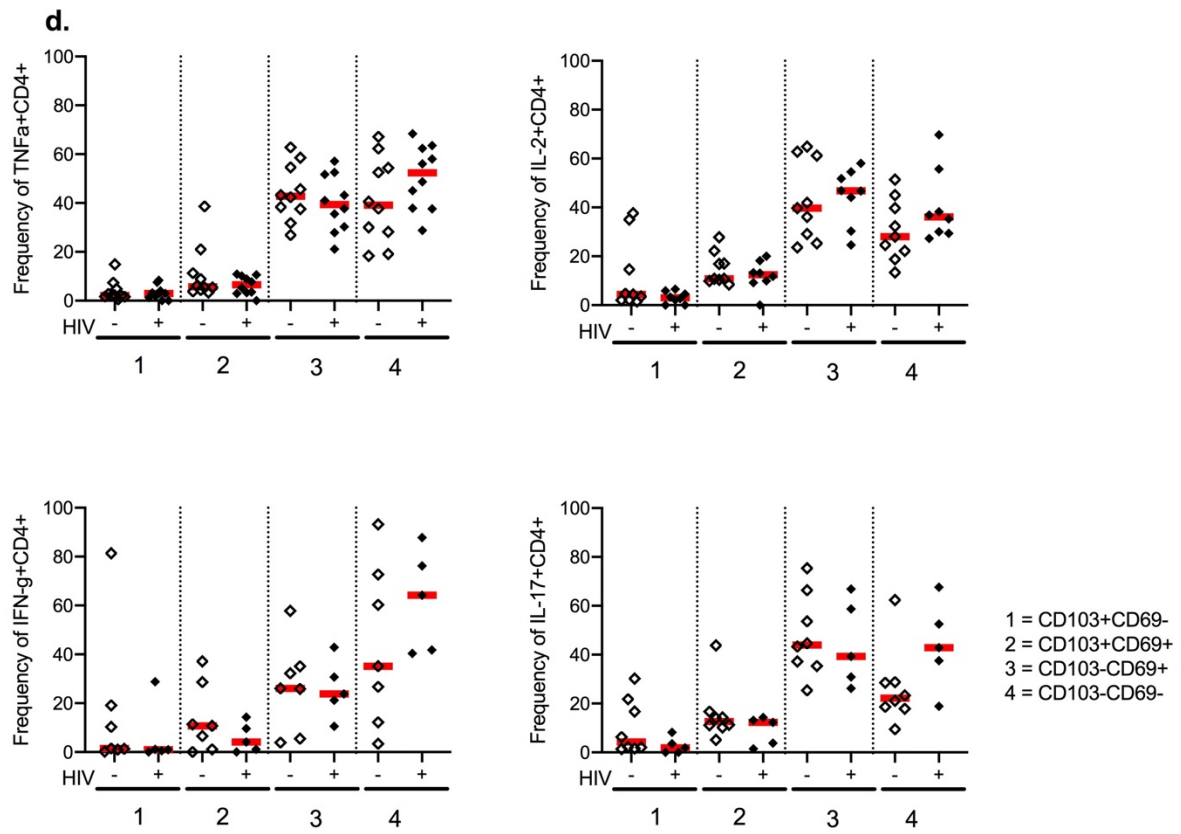 d.
Frequency of TNFa+CD4+
100
80
60
40
20
0
HIV - + - + - + - +
1 2 3 4
Frequency of IL-2+CD4+
100
80
60
40
20
0
HIV - + - + - + - +
1 2 3 4
Frequency of IFN-g+CD4+
100
80
60
40
20
0
HIV - + - + - + - +
1 2 3 4
Frequency of IL-17+CD4+
100
80
60
40
20
0
HIV - + - + - + - +
1 2 3 4
1 = CD103+CD69-
2 = CD103+CD69+
3 = CD103-CD69+
4 = CD103-CD69-